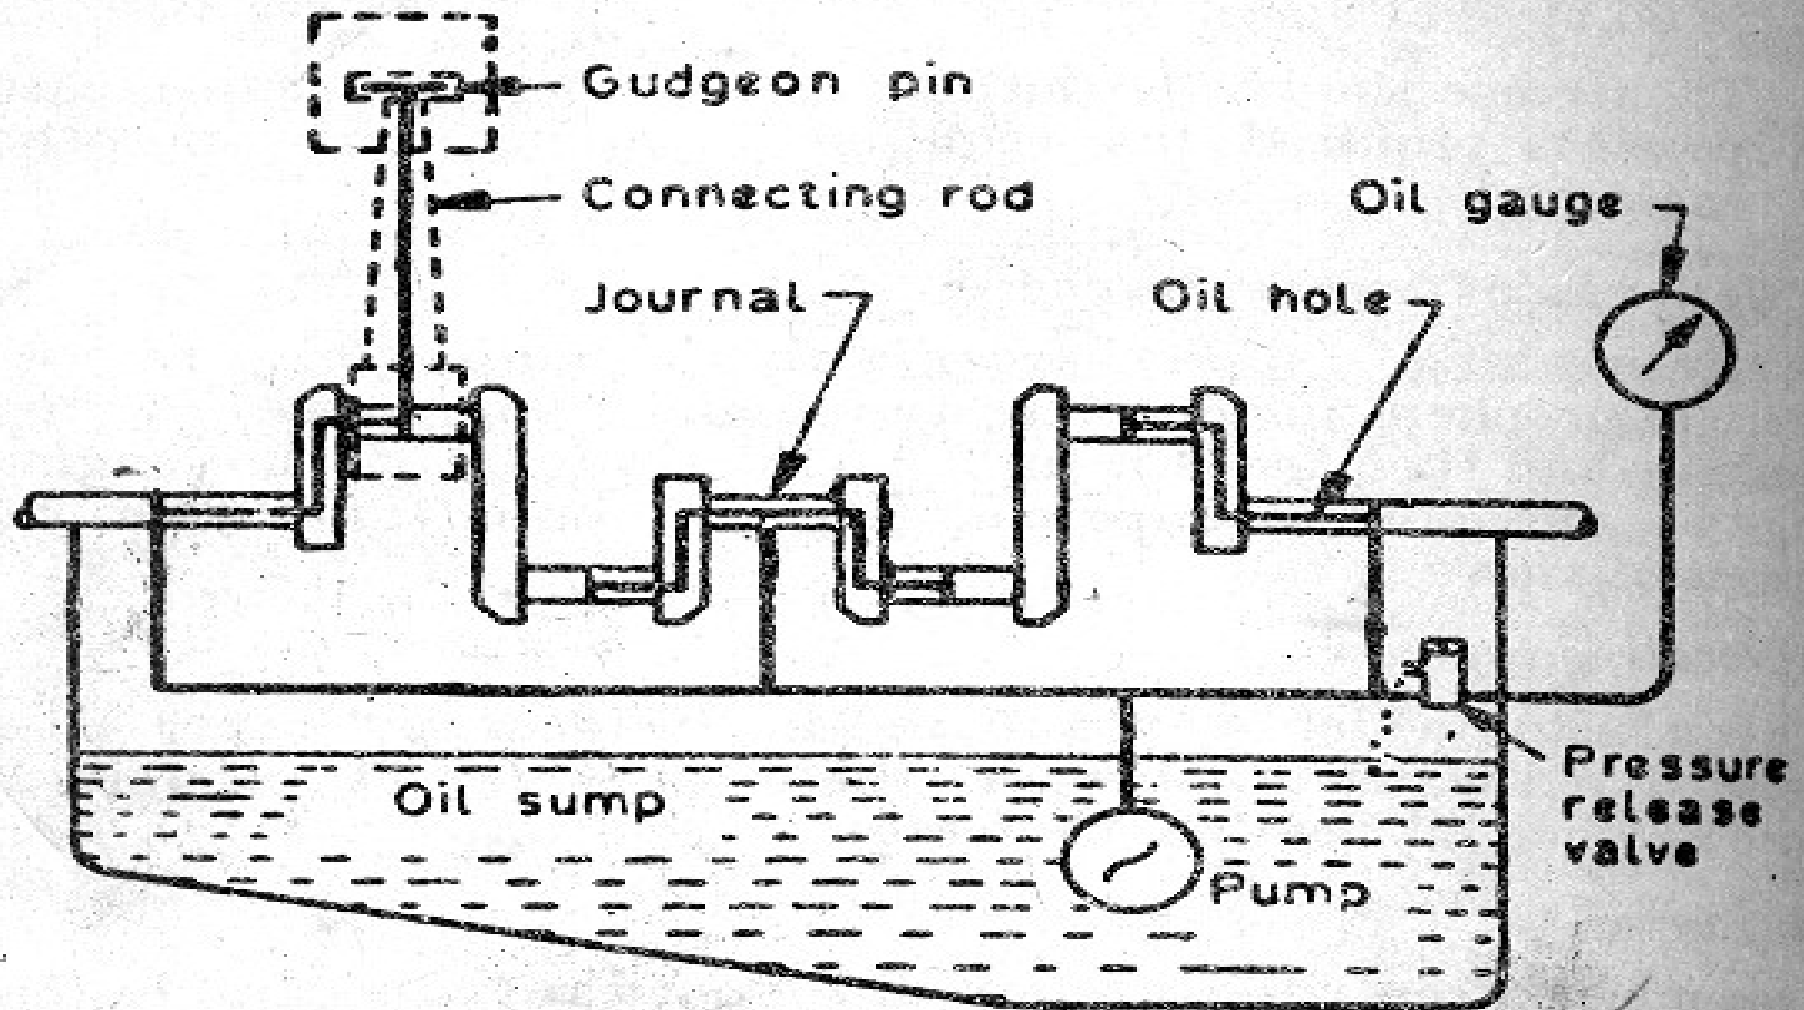 Gudgeon pin
Connecting rod
Oil gauge
Journal
Oil hole
Oil sump
Pressure
release
valve
Pump